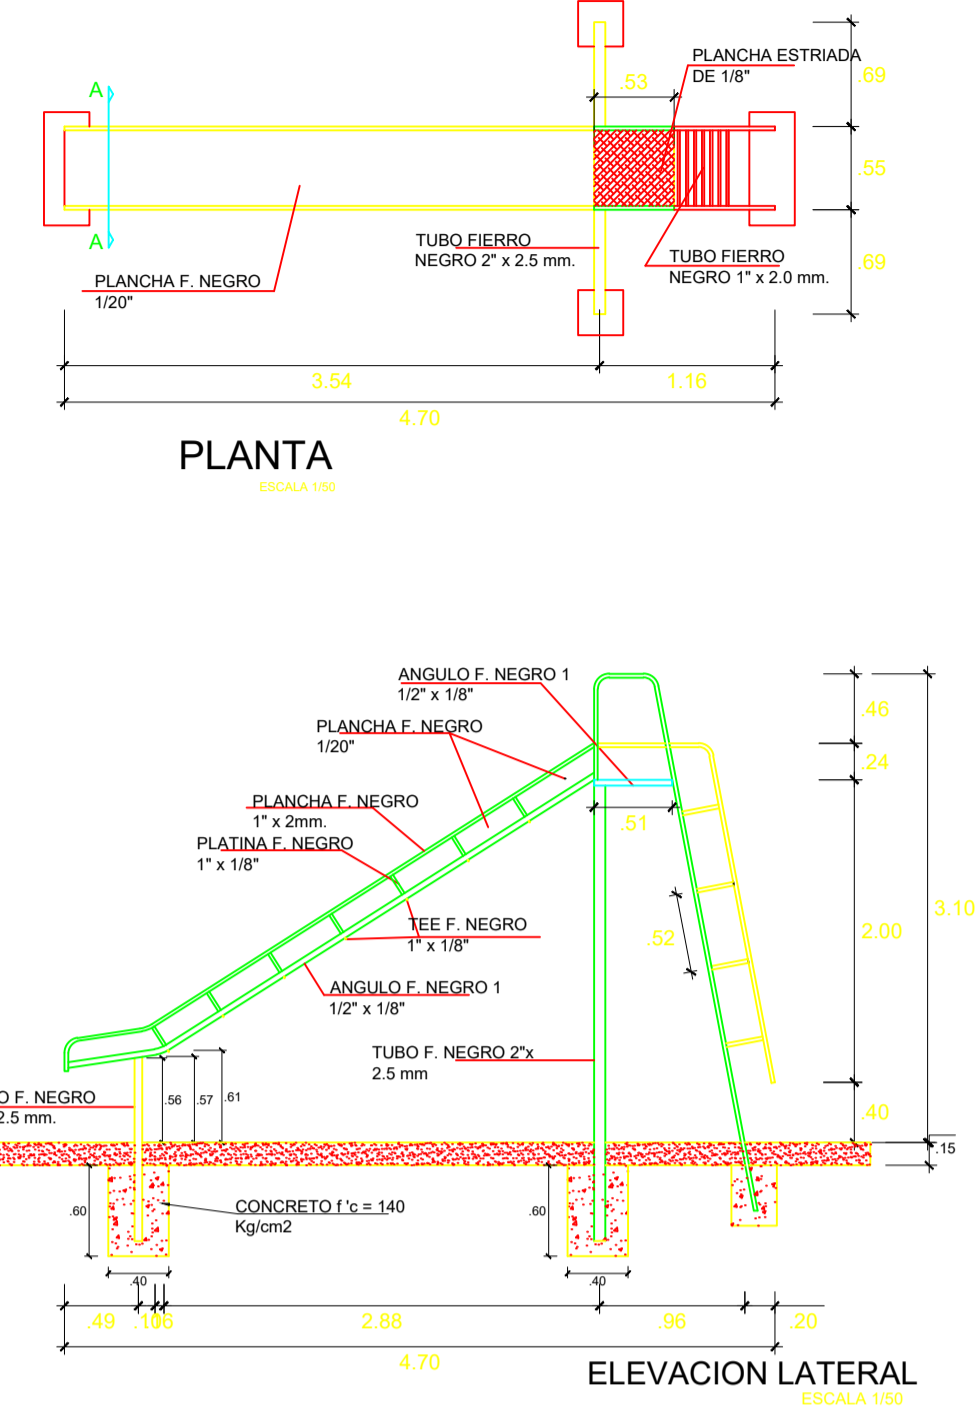 PLANCHA ESTRIADA
DE 1/8"
.69
.53
A
.55
TUBO FIERRO
NEGRO 2" x 2.5 mm.
TUBO FIERRO
NEGRO 1" x 2.0 mm.
A
.69
PLANCHA F. NEGRO
1/20"
3.54
1.16
4.70
PLANTA
ESCALA 1/50
ANGULO F. NEGRO 1
1/2" x 1/8"
.46
PLANCHA F. NEGRO
1/20"
.24
PLANCHA F. NEGRO
1" x 2mm.
.51
PLATINA F. NEGRO
1" x 1/8"
3.10
TEE F. NEGRO
1" x 1/8"
.52
2.00
ANGULO F. NEGRO 1
1/2" x 1/8"
TUBO F. NEGRO 2"x
2.5 mm
O F. NEGRO
2.5 mm.
.56
.57
.61
.40
.15
.60
CONCRETO f 'c = 140
Kg/cm2
.60
.40
.40
.49
.10
.06
2.88
.96
.20
4.70
ELEVACION LATERAL
ESCALA 1/50